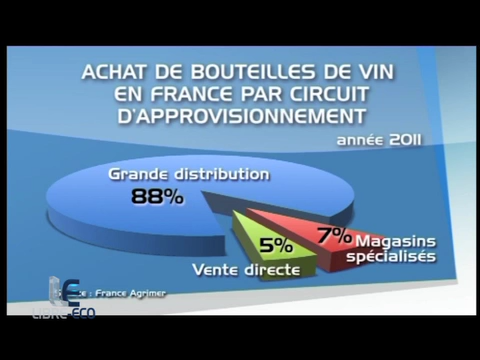 ACHAT DE BOUTEILLES DE VIN
EN FRANCE PAR CIRCUIT
D'APPROVISIONNEMENT
année 2011
Grande distribution
88%
5%
7%
Magasins
spécialisés
Vente directe
: France Agrimer
LIBRE-ECO